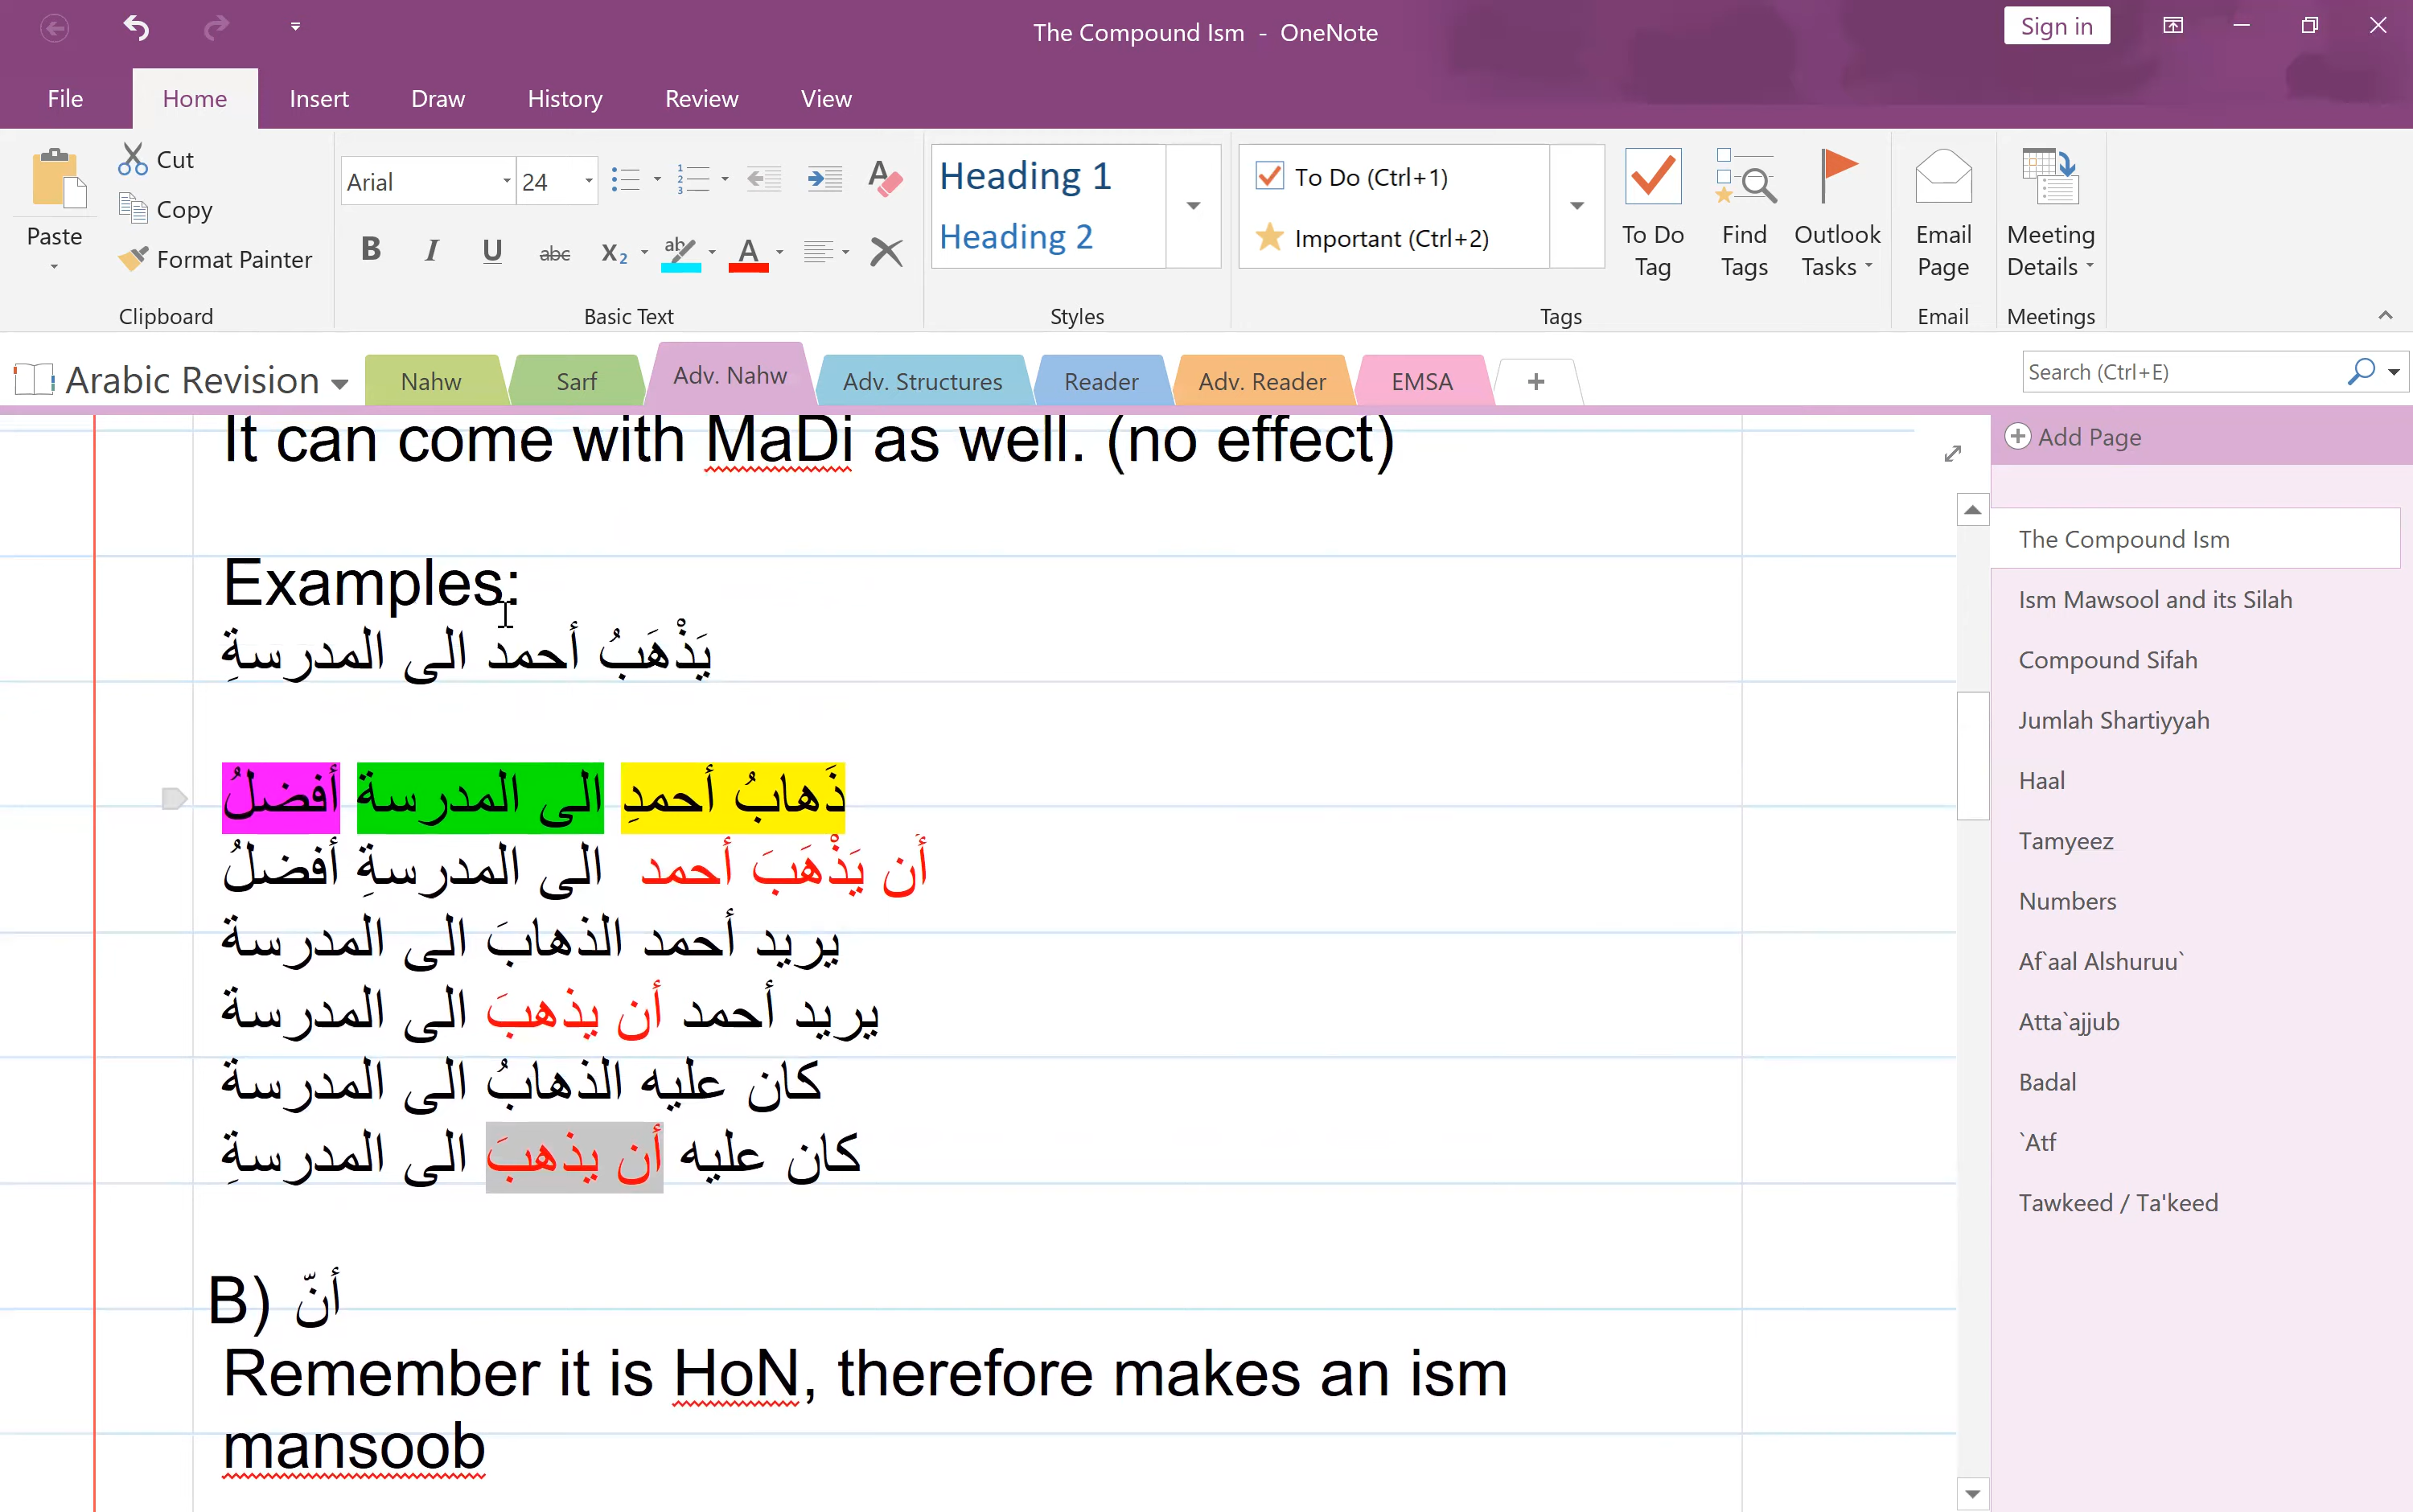 The Compound Ism - OneNote
Sign in
File
Home
Insert
Draw
History
Review
View
Paste
Cut
Copy
Format Painter
Clipboard
Arial
24
B
I
U
abc
X₂
ab
A
Basic Text
Heading 1
Heading 2
Styles
To Do (Ctrl+1)
Important (Ctrl+2)
To Do Tag
Find Tags
Outlook Tasks
Tags
Email Page
Email
Meeting Details
Meetings
Arabic Revision
Nahw
Sarf
Adv. Nahw
Adv. Structures
Reader
Adv. Reader
EMSA
Search (Ctrl+E)
It can come with MaDi as well. (no effect)
Examples:
يَذْهَبُ أحمد الى المدرسةِ
ذَهابُ أحمدِ الى المدرسة أفضلُ
أن يَذْهَبَ أحمد الى المدرسةِ أفضلُ
يريد أحمد الذهابَ الى المدرسة
يريد أحمد أن يذهبَ الى المدرسة
كان عليه الذهابُ الى المدرسة
كان عليه أن يذهبَ الى المدرسةِ
B) أنّ
Remember it is HoN, therefore makes an ism
mansoob
Add Page
The Compound Ism
Ism Mawsool and its Silah
Compound Sifah
Jumlah Shartiyyah
Haal
Tamyeez
Numbers
Af`aal Alshuruu`
Atta`ajjub
Badal
`Atf
Tawkeed / Ta'keed